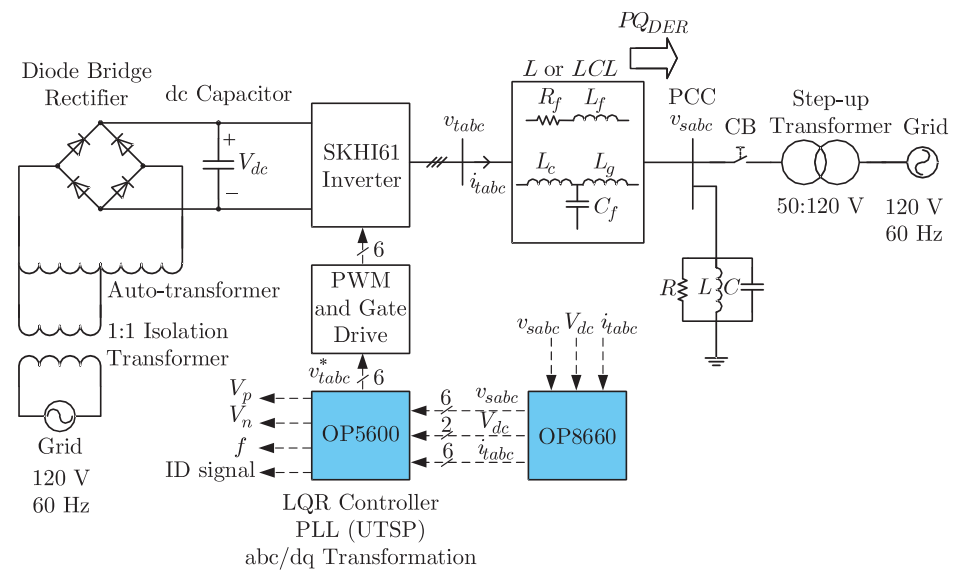 PQ_DER
Diode Bridge
Rectifier
dc Capacitor
+
V_dc
−
SKHI61
Inverter
v_tabc
i_tabc
L or LCL
R_f
L_f
L_c
L_g
C_f
PCC
v_sabc
CB
Step-up
Transformer
50:120 V
Grid
120 V
60 Hz
R
L
C
Auto-transformer
1:1 Isolation
Transformer
Grid
120 V
60 Hz
6
PWM
and Gate
Drive
v*_tabc
6
V_p
V_n
f
ID signal
OP5600
6
v_sabc
2
V_dc
6
i_tabc
v_sabc
V_dc
i_tabc
OP8660
LQR Controller
PLL (UTSP)
abc/dq Transformation